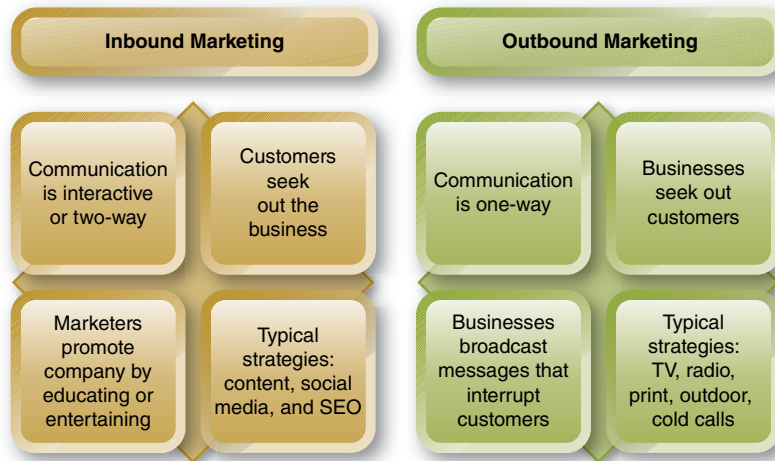 Inbound Marketing
Communication
is interactive
or two-way
Customers
seek
out the
business
Marketers
promote
company by
educating or
entertaining
Typical
strategies:
content, social
media, and SEO
Outbound Marketing
Communication
is one-way
Businesses
seek out
customers
Businesses
broadcast
messages that
interrupt
customers
Typical
strategies:
TV, radio,
print, outdoor,
cold calls